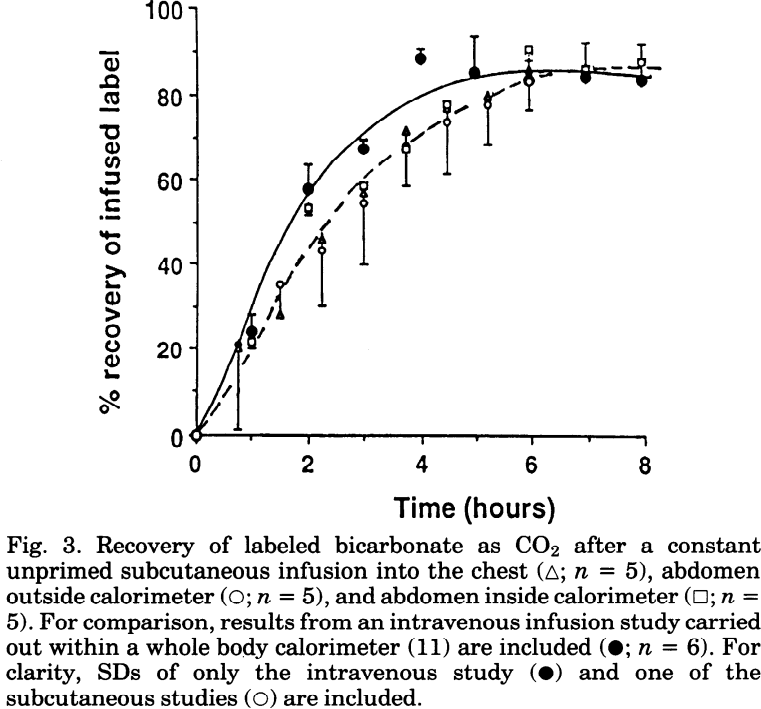 100
80
60
40
20
0
% recovery of infused label
0 2 4 6 8
Time (hours)
Fig. 3. Recovery of labeled bicarbonate as CO₂ after a constant
unprimed subcutaneous infusion into the chest (△; n = 5), abdomen
outside calorimeter (○; n = 5), and abdomen inside calorimeter (□; n =
5). For comparison, results from an intravenous infusion study carried
out within a whole body calorimeter (11) are included (●; n = 6). For
clarity, SDs of only the intravenous study (●) and one of the
subcutaneous studies (○) are included.